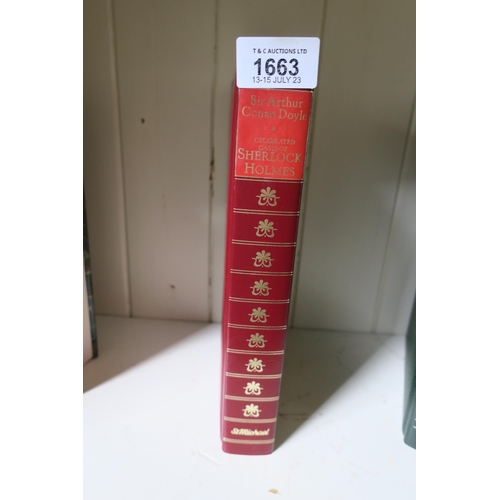 T & C AUCTIONS LTD
1663
13-15 JULY 23
Sir Arthur
Conan Doyle
CELEBRATED
CASES OF
SHERLOCK
HOLMES
St Michael